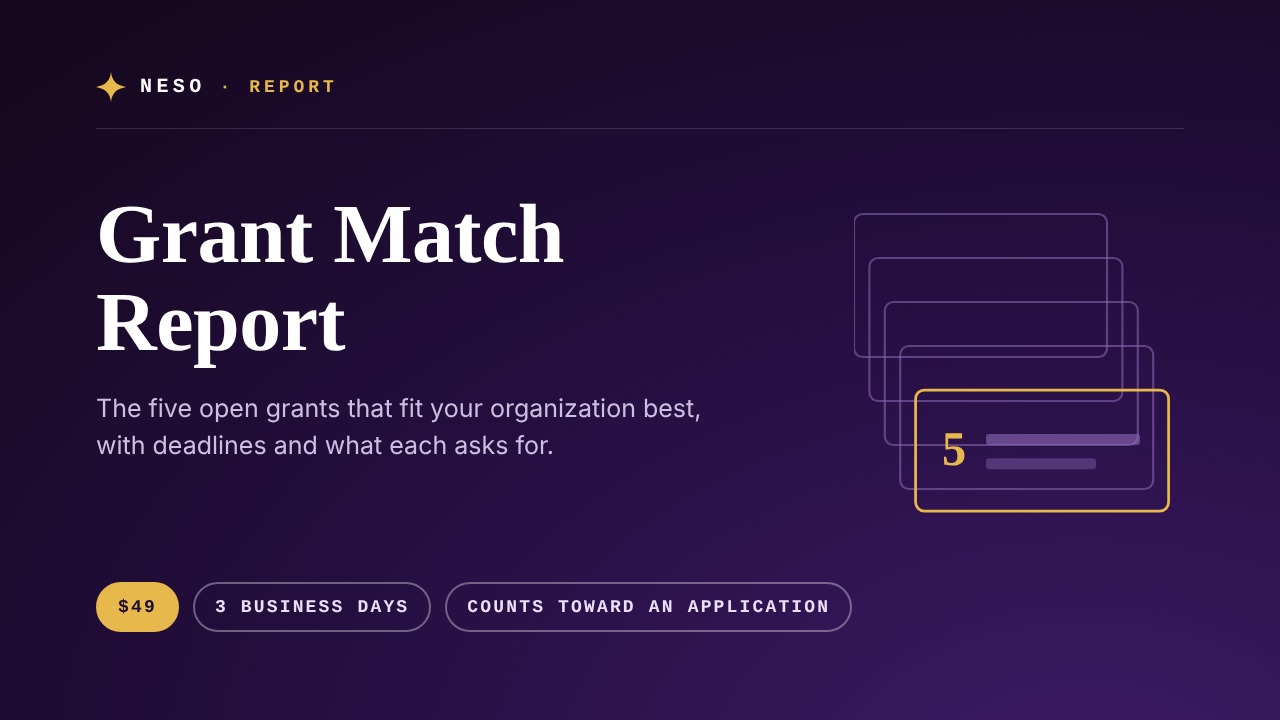 NESO · REPORT
Grant Match
Report
The five open grants that fit your organization best,
with deadlines and what each asks for.
5
$49
3 BUSINESS DAYS
COUNTS TOWARD AN APPLICATION